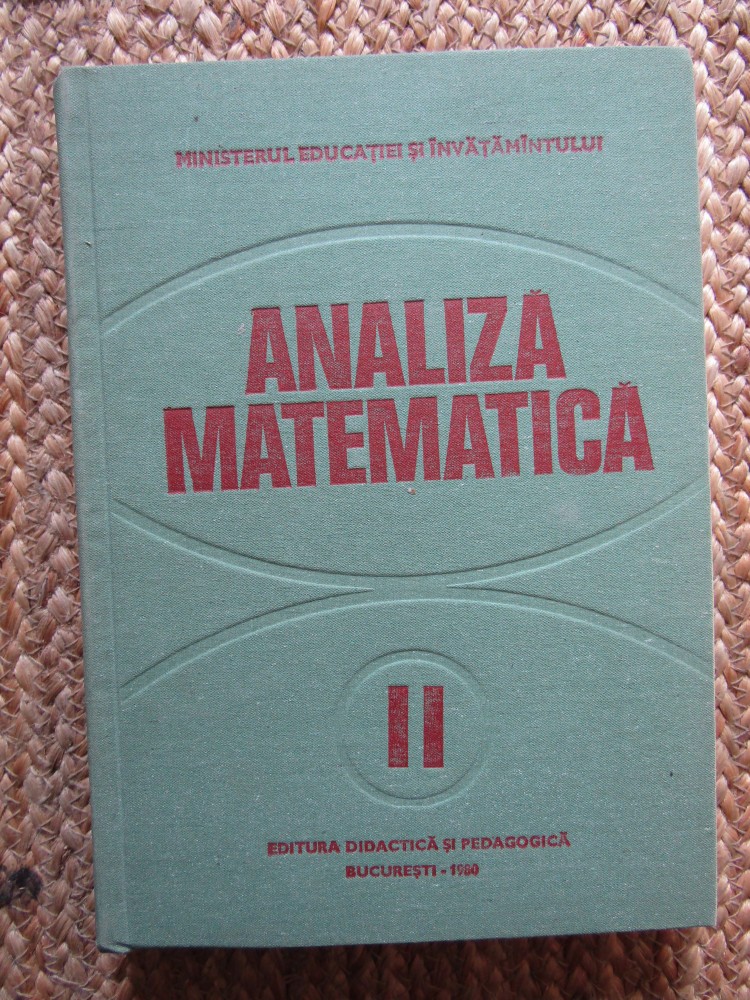 MINISTERUL EDUCAȚIEI ȘI ÎNVĂȚĂMÎNTULUI
ANALIZĂ
MATEMATICĂ
II
EDITURA DIDACTICĂ ȘI PEDAGOGICĂ
BUCUREȘTI - 1980